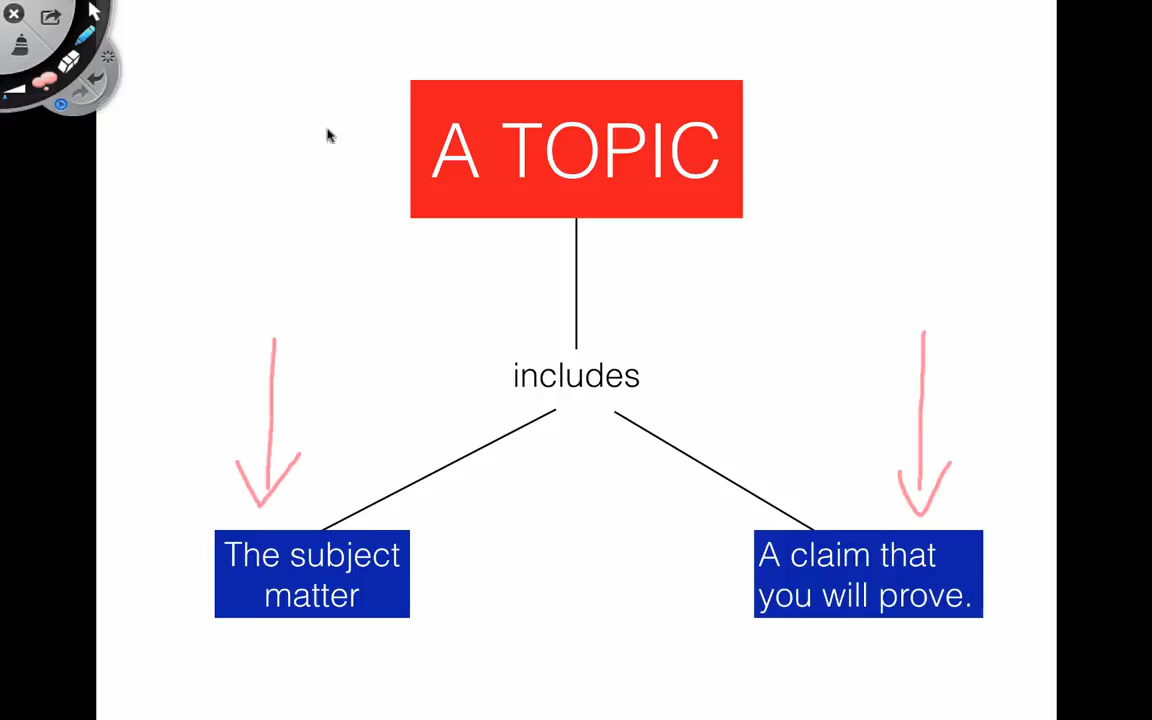 A TOPIC
includes
The subject
matter
A claim that
you will prove.